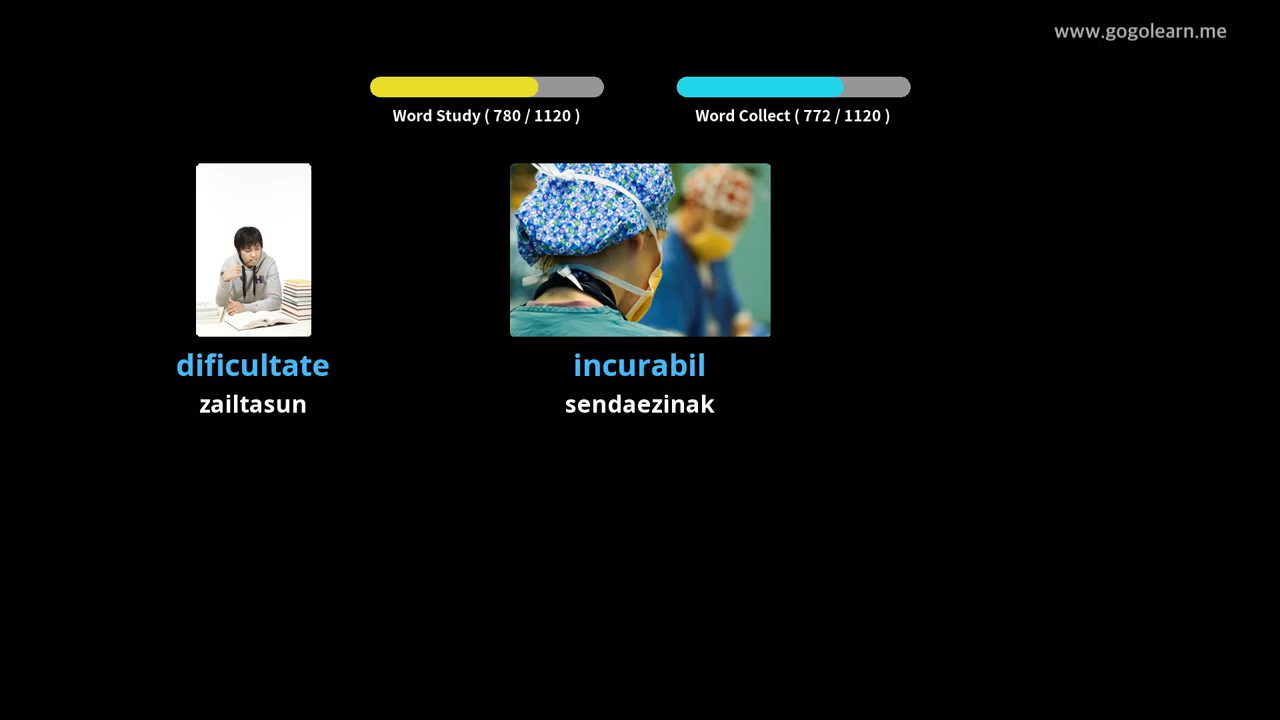 www.gogolearn.me
Word Study ( 780 / 1120 )
Word Collect ( 772 / 1120 )
dificultate
zailtasun
incurabil
sendaezinak